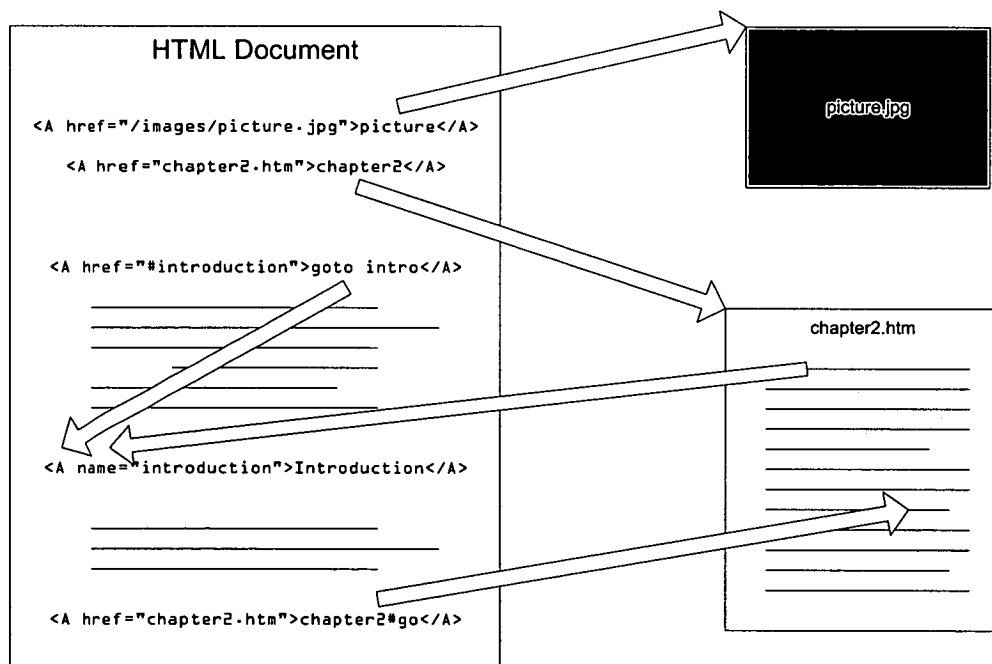 HTML Document
<A href="/images/picture.jpg">picture</A>
<A href="chapter2.htm">chapter2</A>
<A href="#introduction">goto intro</A>
<A name="introduction">Introduction</A>
<A href="chapter2.htm">chapter2#go</A>
picture.jpg
chapter2.htm